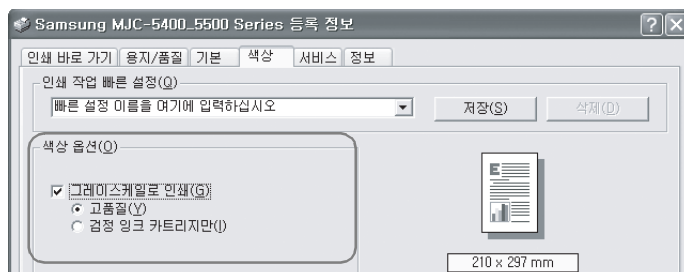 Samsung MJC-5400_5500 Series 등록 정보
인쇄 바로 가기 용지/품질 기본 색상 서비스 정보
인쇄 작업 빠른 설정(Q)
빠른 설정 이름을 여기에 입력하십시오 저장(S) 삭제(D)
색상 옵션(O)
그레이스케일로 인쇄(G)
고품질(Y)
검정 잉크 카트리지만(I)
E
210 x 297 mm